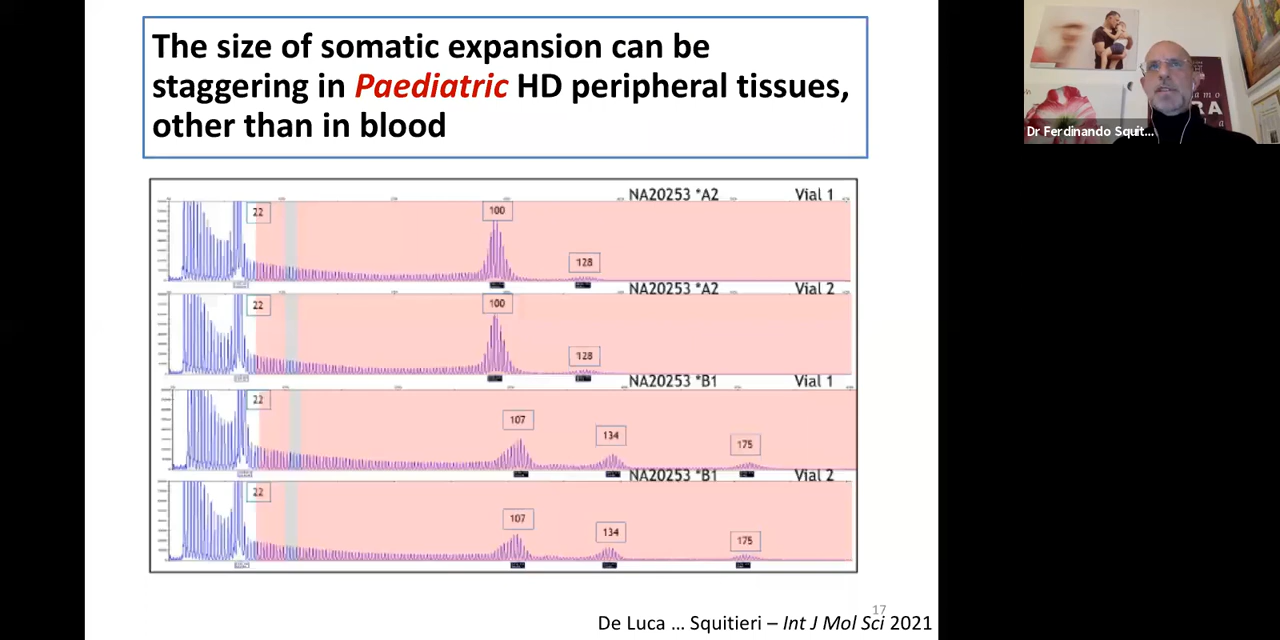 The size of somatic expansion can be
staggering in Paediatric HD peripheral tissues,
other than in blood
Dr Ferdinando Squit...
NA20253 *A2 Vial 1
22
100
128
NA20253 *A2 Vial 2
22
100
128
NA20253 *B1 Vial 1
22
107
134
175
NA20253 *B1 Vial 2
22
107
134
175
17
De Luca ... Squitieri – Int J Mol Sci 2021